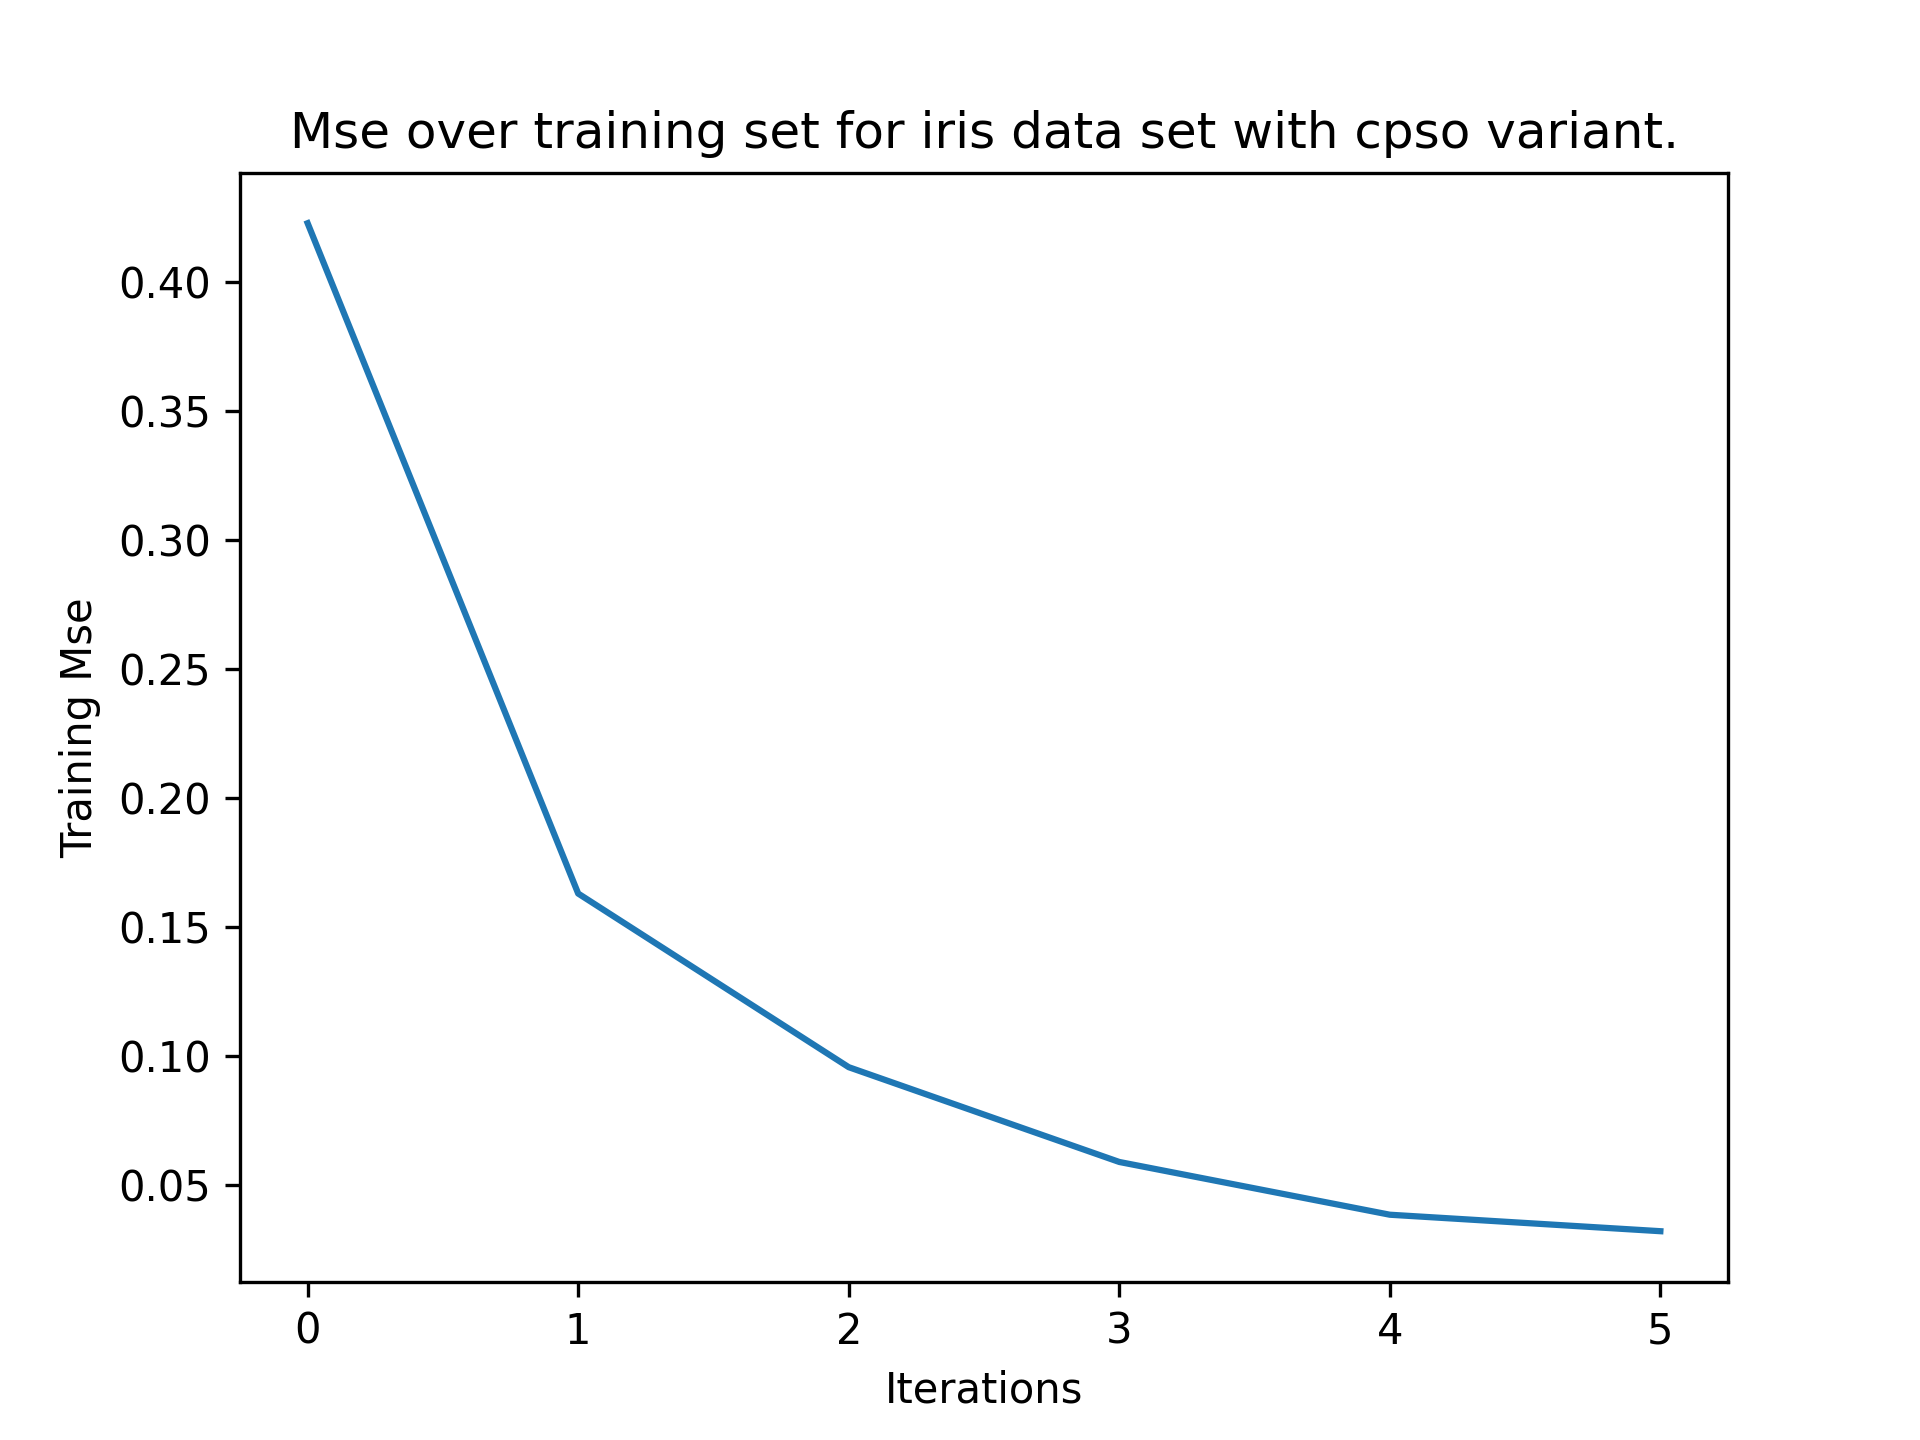 Mse over training set for iris data set with cpso variant.
0.40
0.35
0.30
0.25
0.20
0.15
0.10
0.05
Training Mse
0 1 2 3 4 5
Iterations